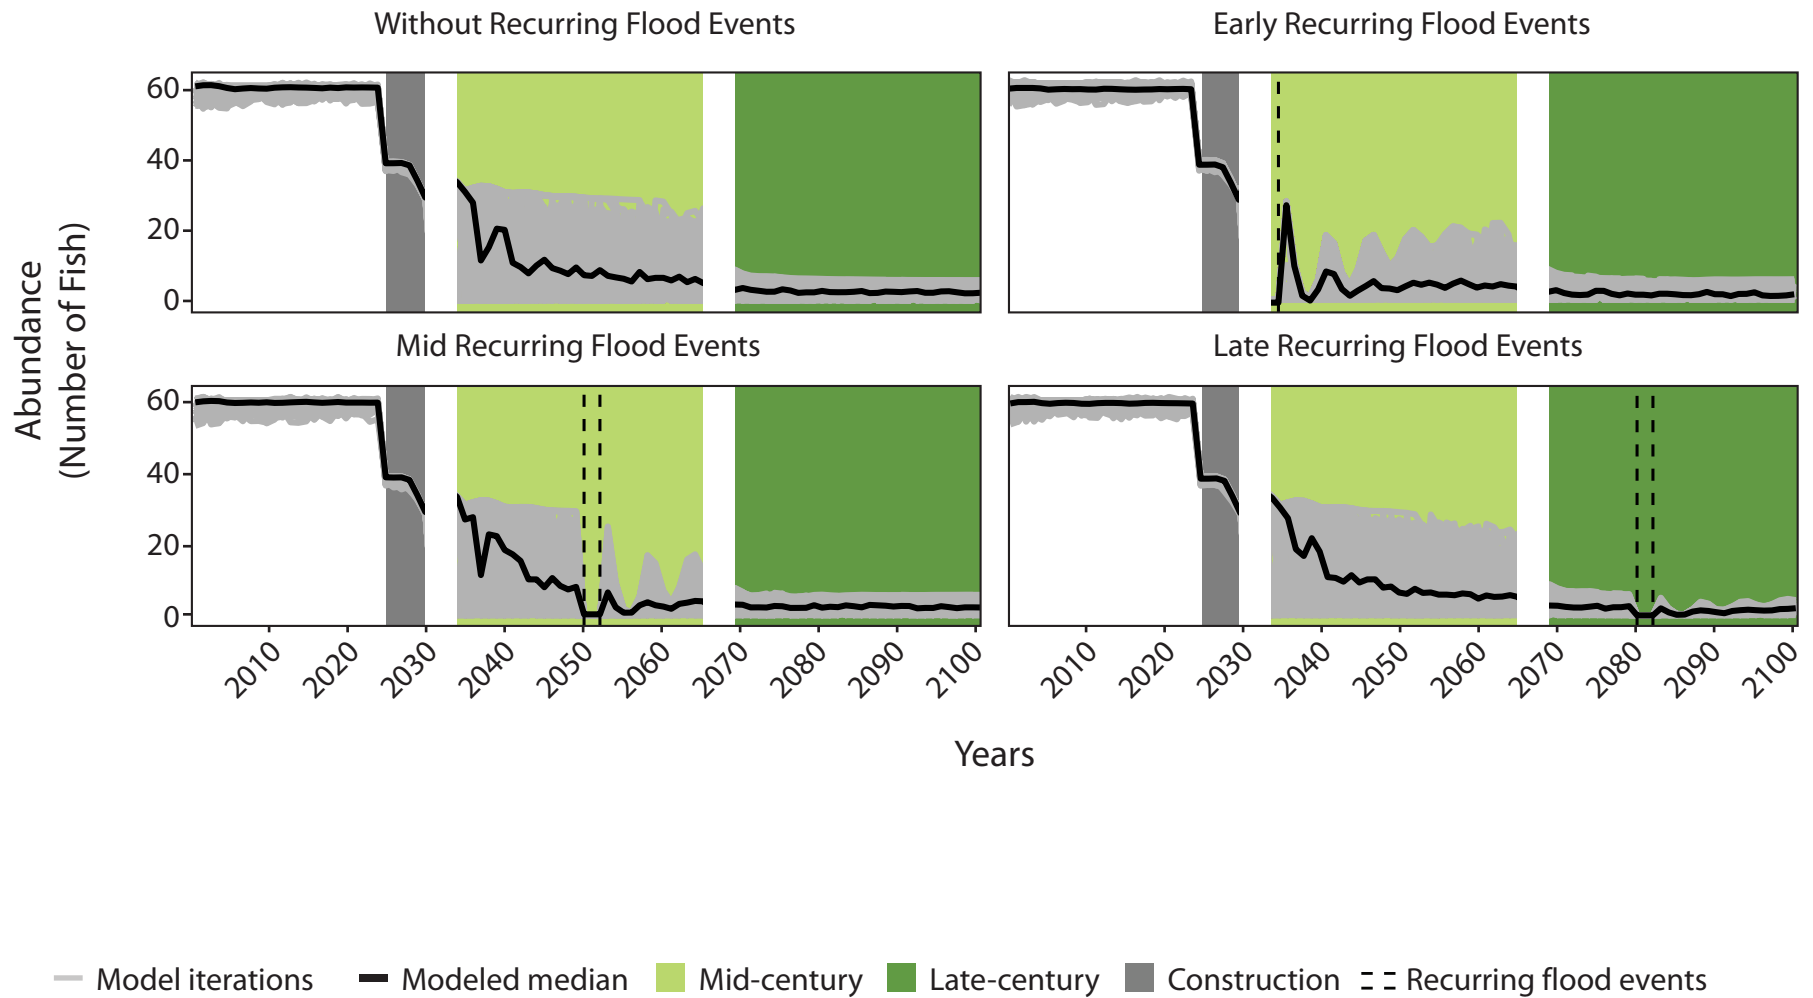 Without Recurring Flood Events
Early Recurring Flood Events
60
40
20
0
Mid Recurring Flood Events
Late Recurring Flood Events
60
40
20
0
Abundance
(Number of Fish)
2010 2020 2030 2040 2050 2060 2070 2080 2090 2100
2010 2020 2030 2040 2050 2060 2070 2080 2090 2100
Years
Model iterations Modeled median Mid-century Late-century Construction Recurring flood events